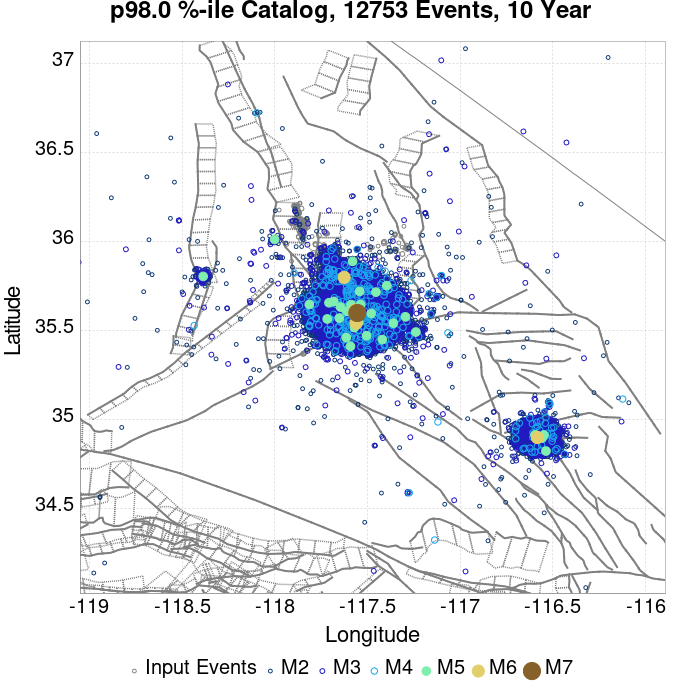 p98.0 %-ile Catalog, 12753 Events, 10 Year
37
36.5
36
35.5
35
34.5
Latitude
-119 -118.5 -118 -117.5 -117 -116.5 -116
Longitude
Input Events M2 M3 M4 M5 M6 M7